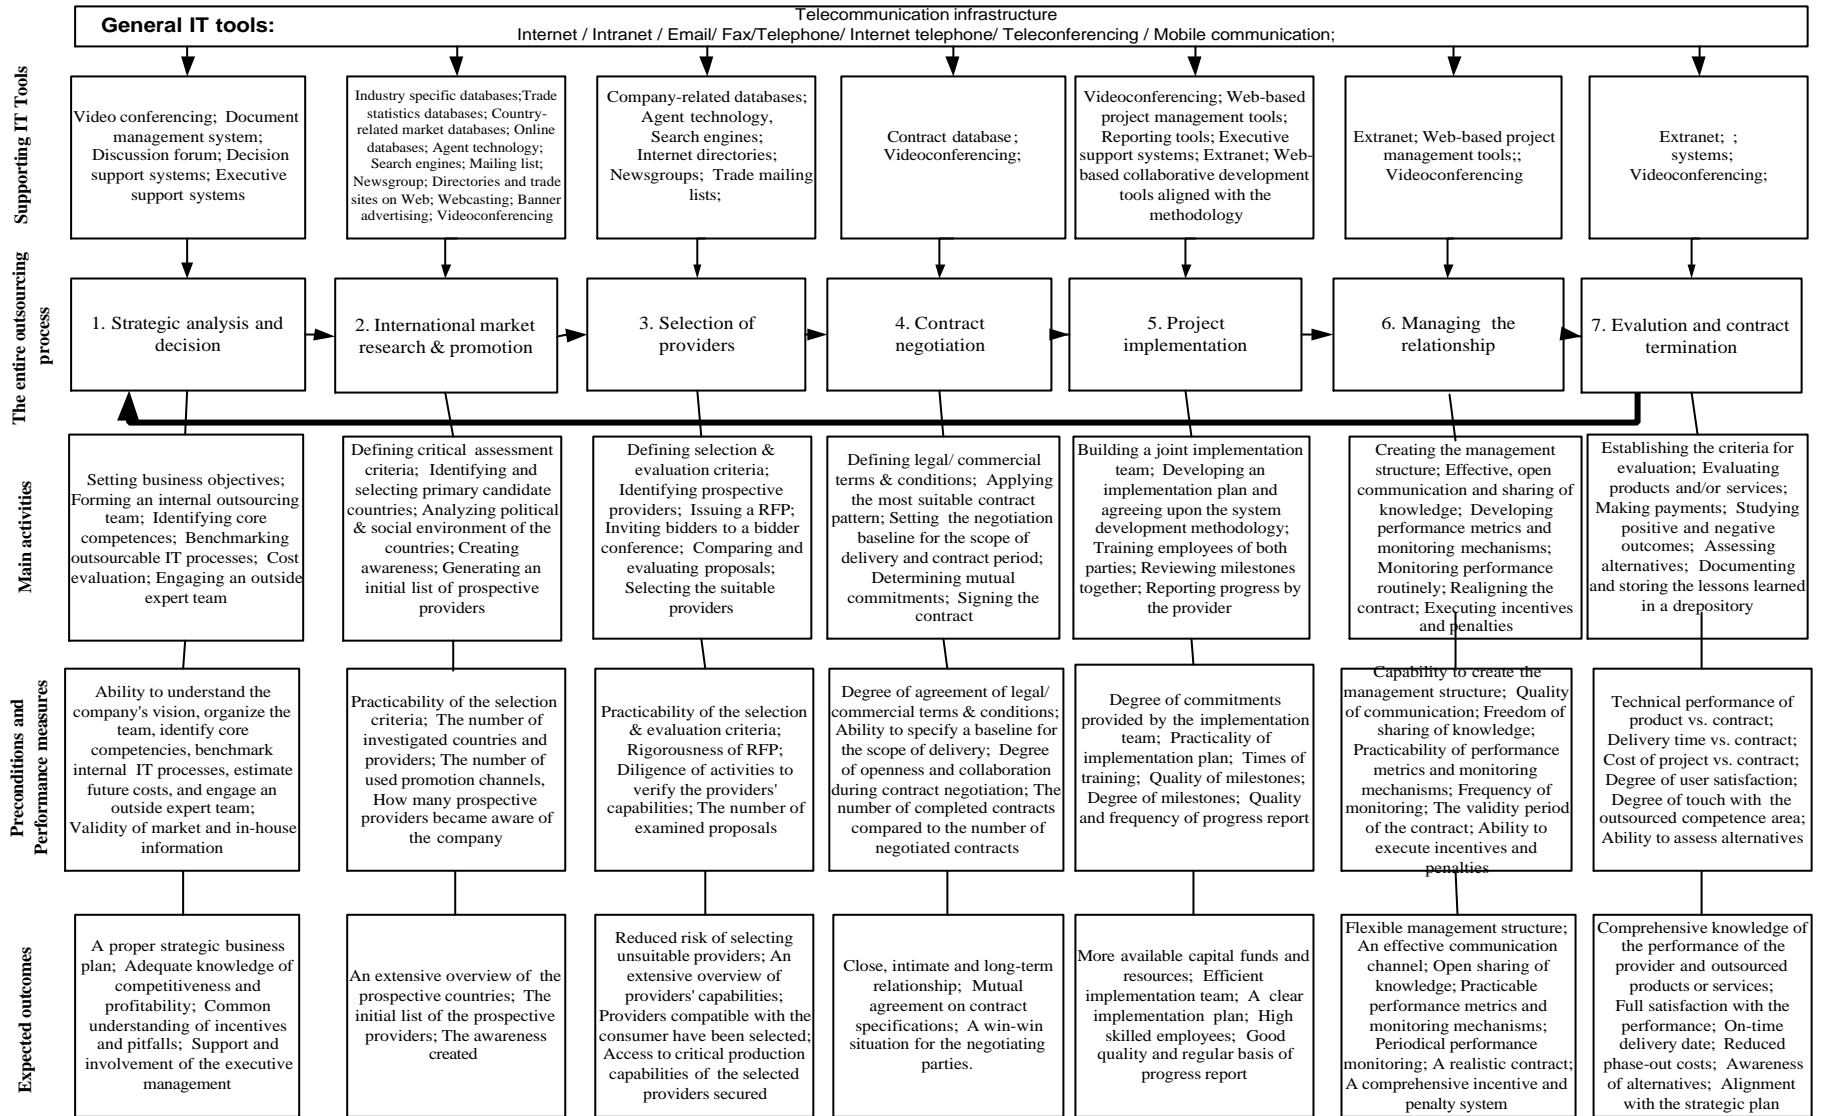 General IT tools:
Telecommunication infrastructure
Internet / Intranet / Email/ Fax/Telephone/ Internet telephone/ Teleconferencing / Mobile communication;
Supporting IT Tools
Video conferencing; Document
management system;
Discussion forum; Decision
support systems; Executive
support systems
Industry specific databases;Trade
statistics databases; Country-
related market databases; Online
databases; Agent technology;
Search engines; Mailing list;
Newsgroup; Directories and trade
sites on Web; Webcasting; Banner
advertising; Videoconferencing
Company-related databases;
Agent technology,
Search engines;
Internet directories;
Newsgroups; Trade mailing
lists;
Contract database;
Videoconferencing;
Videoconferencing; Web-based
project management tools;
Reporting tools; Executive
support systems; Extranet; Web-
based collaborative development
tools aligned with the
methodology
Extranet; Web-based project
management tools;;
Videoconferencing
Extranet; ;
systems;
Videoconferencing;
The entire outsourcing
process
1. Strategic analysis and
decision
2. International market
research & promotion
3. Selection of
providers
4. Contract
negotiation
5. Project
implementation
6. Managing the
relationship
7. Evalution and contract
termination
Main activities
Setting business objectives;
Forming an internal outsourcing
team; Identifying core
competences; Benchmarking
outsourcable IT processes; Cost
evaluation; Engaging an outside
expert team
Defining critical assessment
criteria; Identifying and
selecting primary candidate
countries; Analyzing political
& social environment of the
countries; Creating
awareness; Generating an
initial list of prospective
providers
Defining selection &
evaluation criteria;
Identifying prospective
providers; Issuing a RFP;
Inviting bidders to a bidder
conference; Comparing and
evaluating proposals;
Selecting the suitable
providers
Defining legal/ commercial
terms & conditions; Applying
the most suitable contract
pattern; Setting the negotiation
baseline for the scope of
delivery and contract period;
Determining mutual
commitments; Signing the
contract
Building a joint implementation
team; Developing an
implementation plan and
agreeing upon the system
development methodology;
Training employees of both
parties; Reviewing milestones
together; Reporting progress by
the provider
Creating the management
structure; Effective, open
communication and sharing of
knowledge; Developing
performance metrics and
monitoring mechanisms;
Monitoring performance
routinely; Realigning the
contract; Executing incentives
and penalties
Establishing the criteria for
evaluation; Evaluating
products and/or services;
Making payments; Studying
positive and negative
outcomes; Assessing
alternatives; Documenting
and storing the lessons learned
in a drepository
Preconditions and
Performance measures
Ability to understand the
company's vision, organize the
team, identify core
competencies, benchmark
internal IT processes, estimate
future costs, and engage an
outside expert team;
Validity of market and in-house
information
Practicability of the selection
criteria; The number of
investigated countries and
providers; The number of
used promotion channels,
How many prospective
providers became aware of
the company
Practicability of the selection
& evaluation criteria;
Rigorousness of RFP;
Diligence of activities to
verify the providers'
capabilities; The number of
examined proposals
Degree of agreement of legal/
commercial terms & conditions;
Ability to specify a baseline for
the scope of delivery; Degree
of openness and collaboration
during contract negotiation; The
number of completed contracts
compared to the number of
negotiated contracts
Degree of commitments
provided by the implementation
team; Practicality of
implementation plan; Times of
training; Quality of milestones;
Degree of milestones; Quality
and frequency of progress report
Capability to create the
management structure; Quality
of communication; Freedom of
sharing of knowledge;
Practicability of performance
metrics and monitoring
mechanisms; Frequency of
monitoring; The validity period
of the contract; Ability to
execute incentives and
penalties
Technical performance of
product vs. contract;
Delivery time vs. contract;
Cost of project vs. contract;
Degree of user satisfaction;
Degree of touch with the
outsourced competence area;
Ability to assess alternatives
Expected outcomes
A proper strategic business
plan; Adequate knowledge of
competitiveness and
profitability; Common
understanding of incentives
and pitfalls; Support and
involvement of the executive
management
An extensive overview of the
prospective countries; The
initial list of the prospective
providers; The awareness
created
Reduced risk of selecting
unsuitable providers; An
extensive overview of
providers' capabilities;
Providers compatible with the
consumer have been selected;
Access to critical production
capabilities of the selected
providers secured
Close, intimate and long-term
relationship; Mutual
agreement on contract
specifications; A win-win
situation for the negotiating
parties.
More available capital funds and
resources; Efficient
implementation team; A clear
implementation plan; High
skilled employees; Good
quality and regular basis of
progress report
Flexible management structure;
An effective communication
channel; Open sharing of
knowledge; Practicable
performance metrics and
monitoring mechanisms;
Periodical performance
monitoring; A realistic contract;
A comprehensive incentive and
penalty system
Comprehensive knowledge of
the performance of the
provider and outsourced
products or services;
Full satisfaction with the
performance; On-time
delivery date; Reduced
phase-out costs; Awareness
of alternatives; Alignment
with the strategic plan